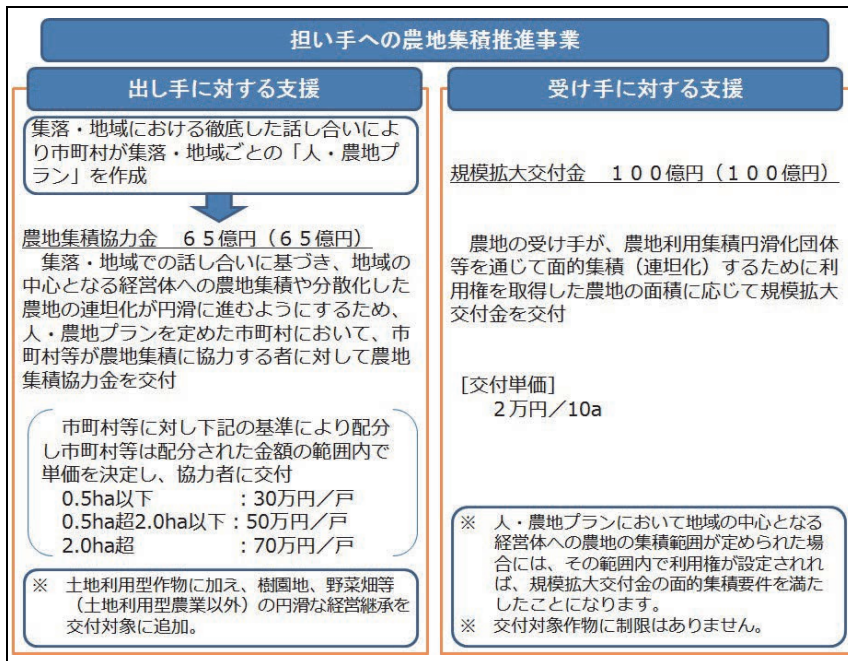 担い手への農地集積推進事業
出し手に対する支援
集落・地域における徹底した話し合いによ
り市町村が集落・地域ごとの「人・農地プ
ラン」を作成
農地集積協力金 ６５億円（６５億円）
集落・地域での話し合いに基づき、地域の
中心となる経営体への農地集積や分散化した
農地の連坦化が円滑に進むようにするため、
人・農地プランを定めた市町村において、市
町村等が農地集積に協力する者に対して農地
集積協力金を交付
市町村等に対し下記の基準により配分
し市町村等は配分された金額の範囲内で
単価を決定し、協力者に交付
0.5ha以下 ：30万円／戸
0.5ha超2.0ha以下：50万円／戸
2.0ha超 ：70万円／戸
※ 土地利用型作物に加え、樹園地、野菜畑等
（土地利用型農業以外）の円滑な経営継承を
交付対象に追加。
受け手に対する支援
規模拡大交付金 １００億円（１００億円）
農地の受け手が、農地利用集積円滑化団体
等を通じて面的集積（連坦化）するために利
用権を取得した農地の面積に応じて規模拡大
交付金を交付
[交付単価]
２万円／10a
※ 人・農地プランにおいて地域の中心となる
経営体への農地の集積範囲が定められた場
合には、その範囲内で利用権が設定されれ
ば、規模拡大交付金の面的集積要件を満た
したことになります。
※ 交付対象作物に制限はありません。